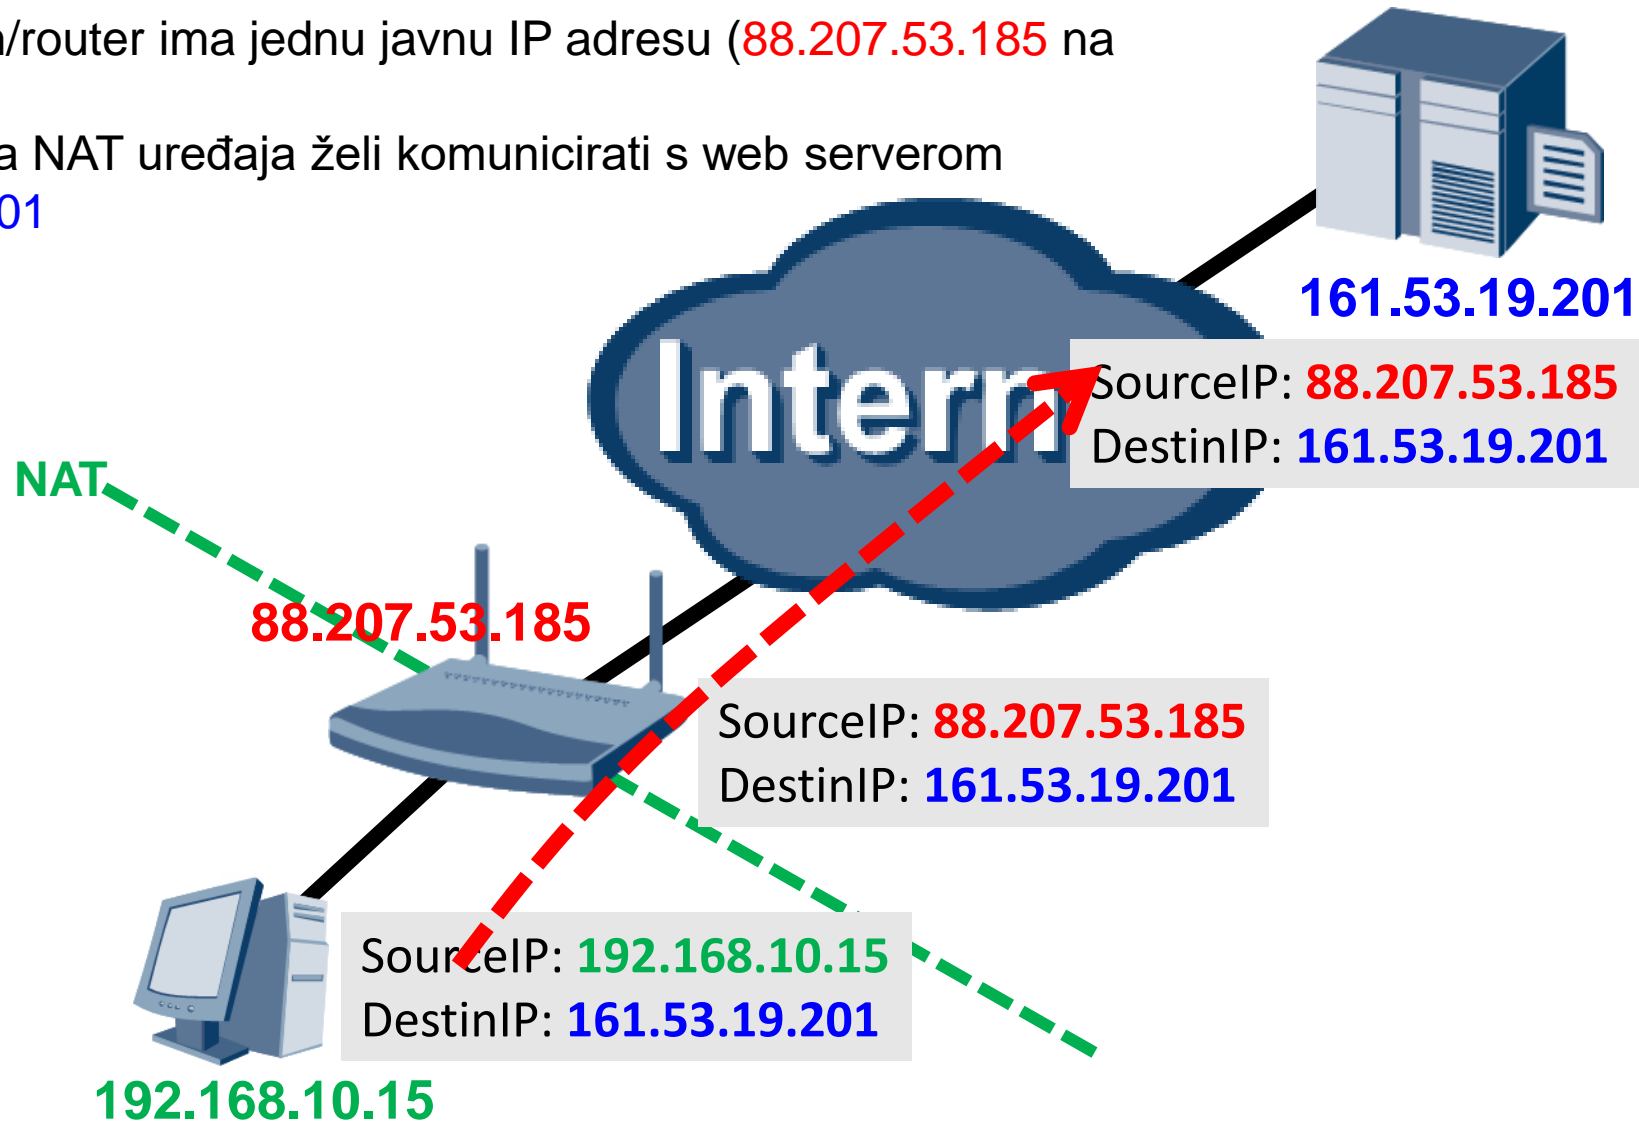 /router ima jednu javnu IP adresu (88.207.53.185 na
a NAT uređaja želi komunicirati s web serverom
01
161.53.19.201
Intern
SourceIP: 88.207.53.185
DestinIP: 161.53.19.201
NAT
88.207.53.185
SourceIP: 88.207.53.185
DestinIP: 161.53.19.201
SourceIP: 192.168.10.15
DestinIP: 161.53.19.201
192.168.10.15